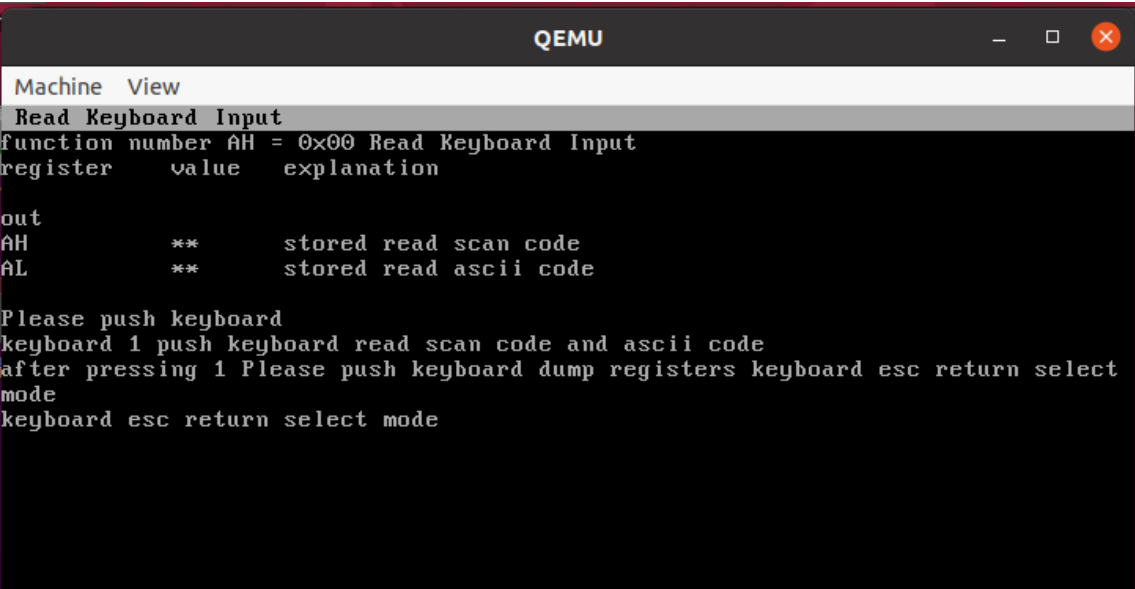 QEMU
Machine View
Read Keyboard Input
function number AH = 0x00 Read Keyboard Input
register value explanation
out
AH ** stored read scan code
AL ** stored read ascii code
Please push keyboard
keyboard 1 push keyboard read scan code and ascii code
after pressing 1 Please push keyboard dump registers keyboard esc return select
mode
keyboard esc return select mode